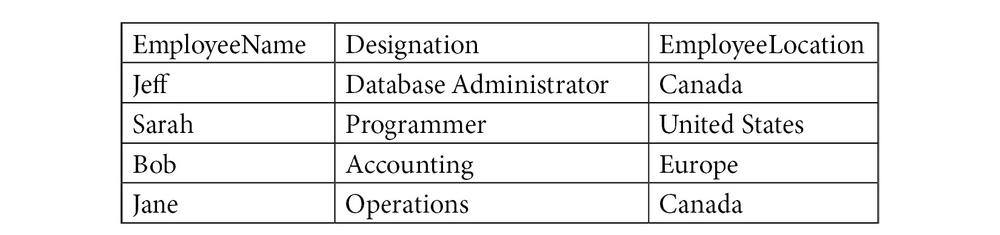 EmployeeName Designation EmployeeLocation
Jeff Database Administrator Canada
Sarah Programmer United States
Bob Accounting Europe
Jane Operations Canada